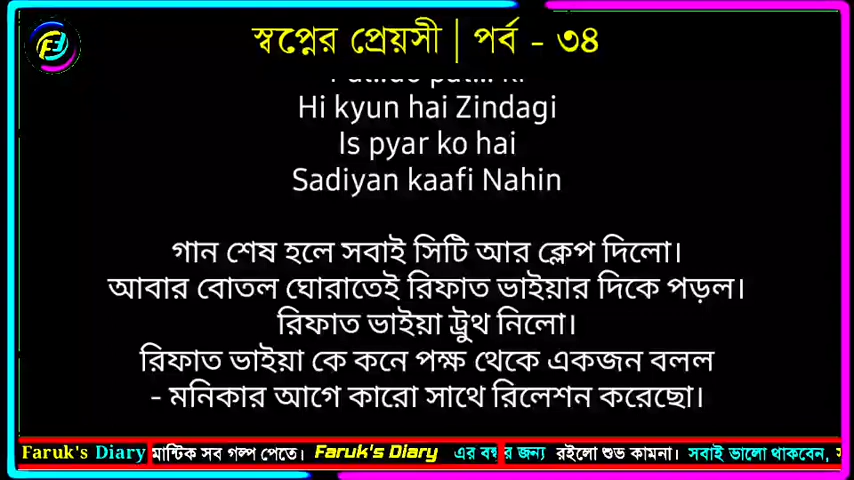 স্বপ্নের প্রেয়সী | পর্ব - ৩৪
Hi kyun hai Zindagi
Is pyar ko hai
Sadiyan kaafi Nahin
গান শেষ হলে সবাই সিটি আর ক্লেপ দিলো।
আবার বোতল ঘোরাতেই রিফাত ভাইয়ার দিকে পড়ল।
রিফাত ভাইয়া ট্রুথ নিলো।
রিফাত ভাইয়া কে কনে পক্ষ থেকে একজন বলল
- মনিকার আগে কারো সাথে রিলেশন করেছো।
Faruk's Diary মান্টিক সব গল্প পেতে। Faruk's Diary এর বন্ধুর জন্য রইলো শুভ কামনা। সবাই ভালো থাকবেন,